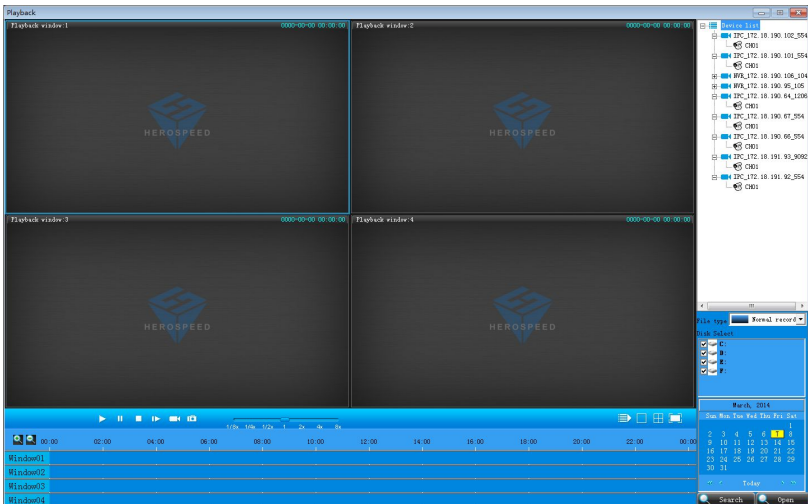 Playback
Playback window:1 0000-00-00 00:00:00
Playback window:2 0000-00-00 00:00:00
HEROSPEED
HEROSPEED
Playback window:3 0000-00-00 00:00:00
Playback window:4 0000-00-00 00:00:00
HEROSPEED
HEROSPEED
1/8x 1/4x 1/2x 1 2x 4x 8x
00:00 02:00 04:00 06:00 08:00 10:00 12:00 14:00 16:00 18:00 20:00 22:00 00:00
Window01
Window02
Window03
Window04
Device list
IPC_172.18.190.102_554
CH01
IPC_172.18.190.101_554
CH01
NVR_172.18.190.106_104
NVR_172.18.190.95_105
IPC_172.18.190.64_1206
CH01
IPC_172.18.190.67_554
CH01
IPC_172.18.190.66_554
CH01
IPC_172.18.191.93_9092
CH01
IPC_172.18.191.92_554
CH01
File type Normal record
Disk Select
C:
D:
E:
F:
March, 2014
Sun Mon Tue Wed Thu Fri Sat
1
2 3 4 5 6 7 8
9 10 11 12 13 14 15
16 17 18 19 20 21 22
23 24 25 26 27 28 29
30 31
Today
Search Open